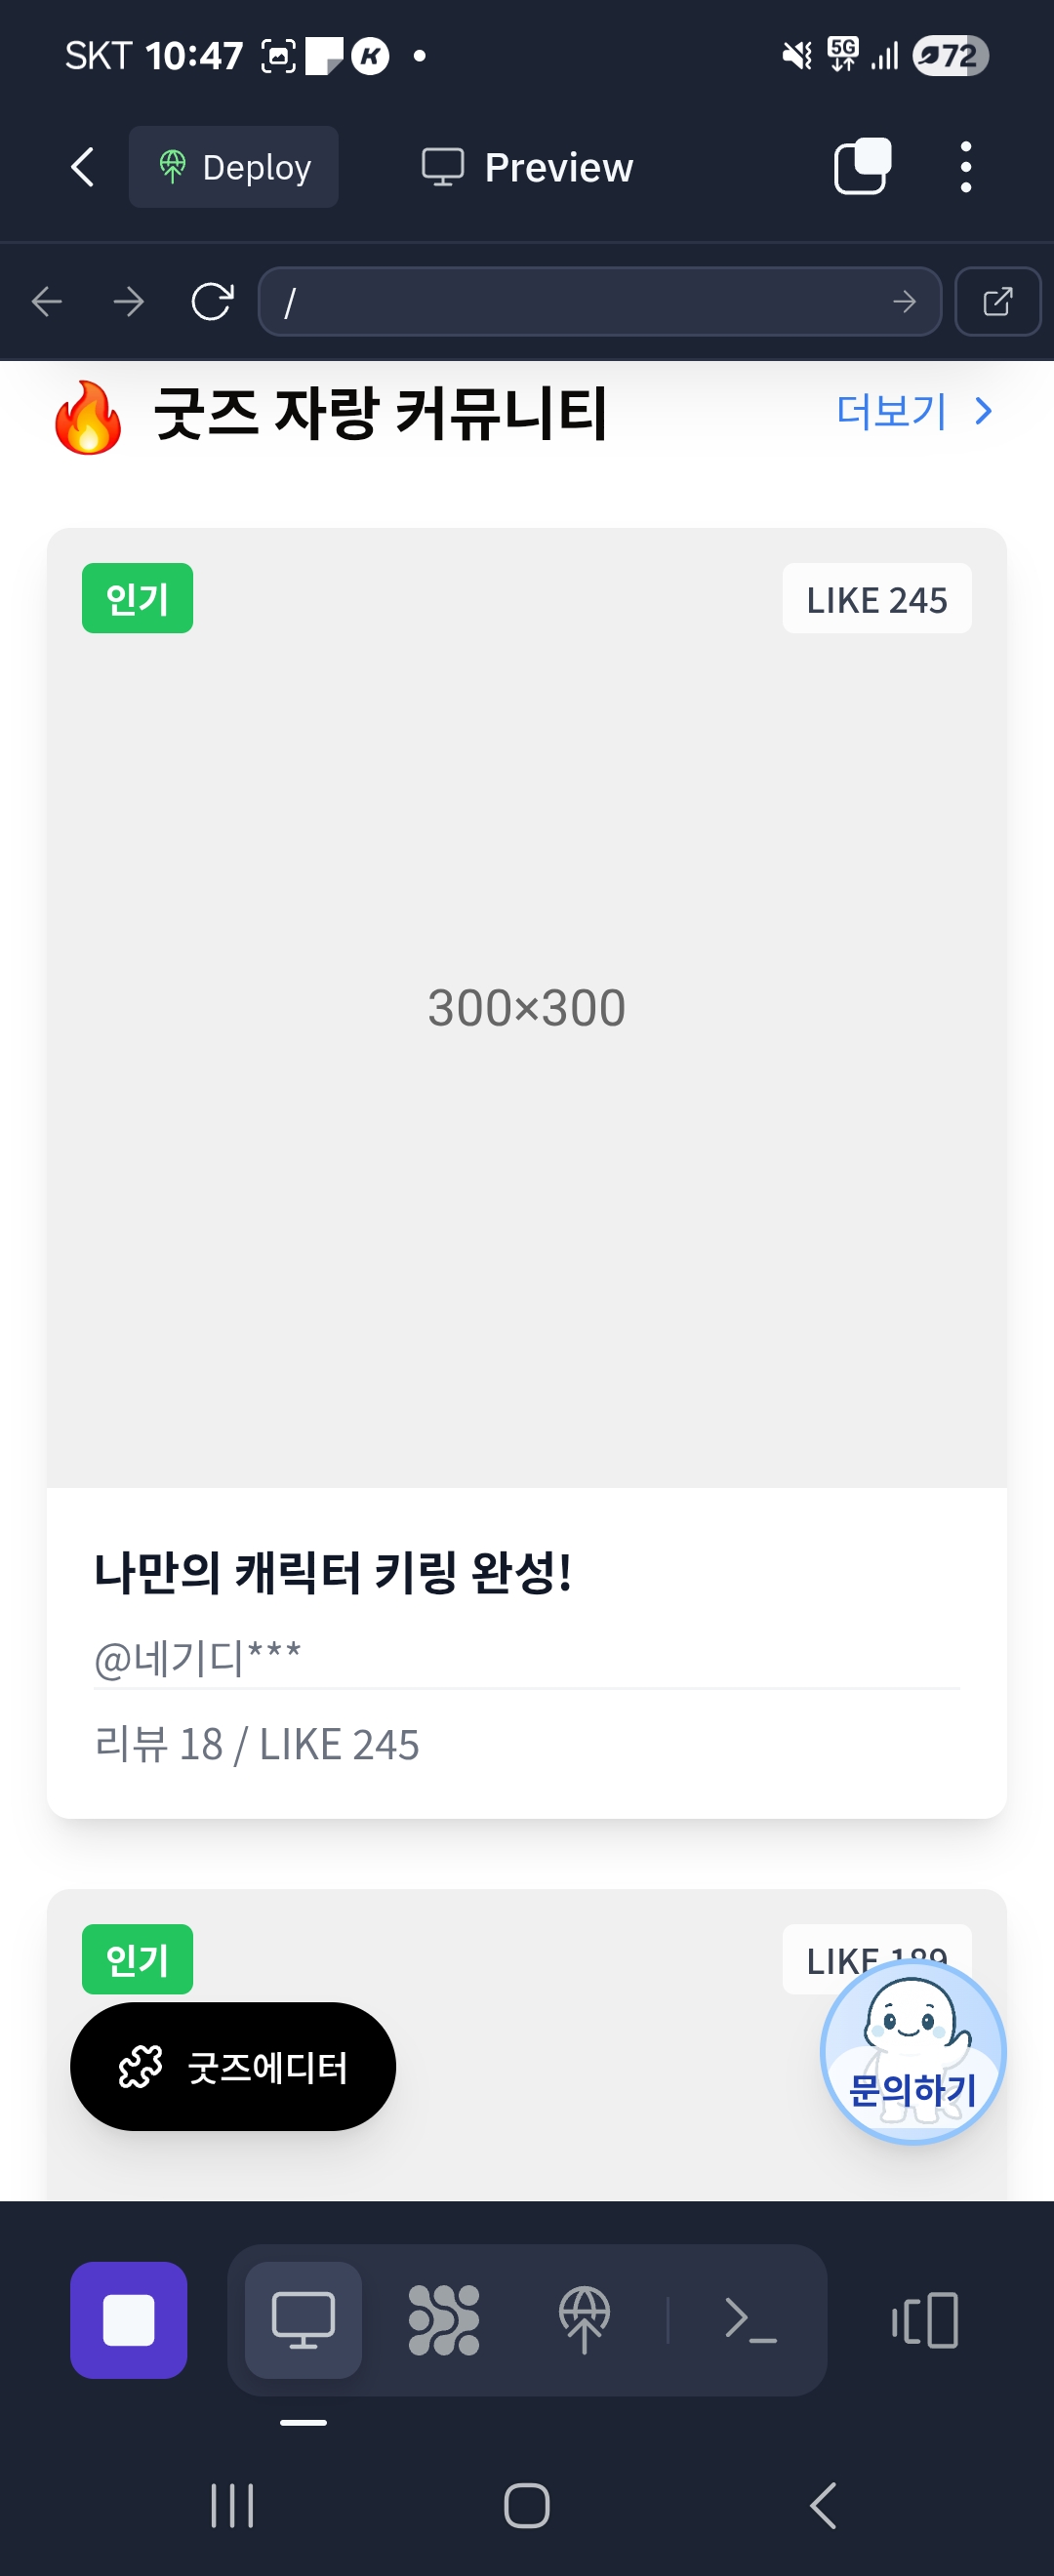 SKT 10:47
5G
72
Deploy
Preview
/
굿즈 자랑 커뮤니티
더보기
인기
LIKE 245
300×300
나만의 캐릭터 키링 완성!
@네기디***
리뷰 18 / LIKE 245
인기
LIKE 189
굿즈에디터
문의하기